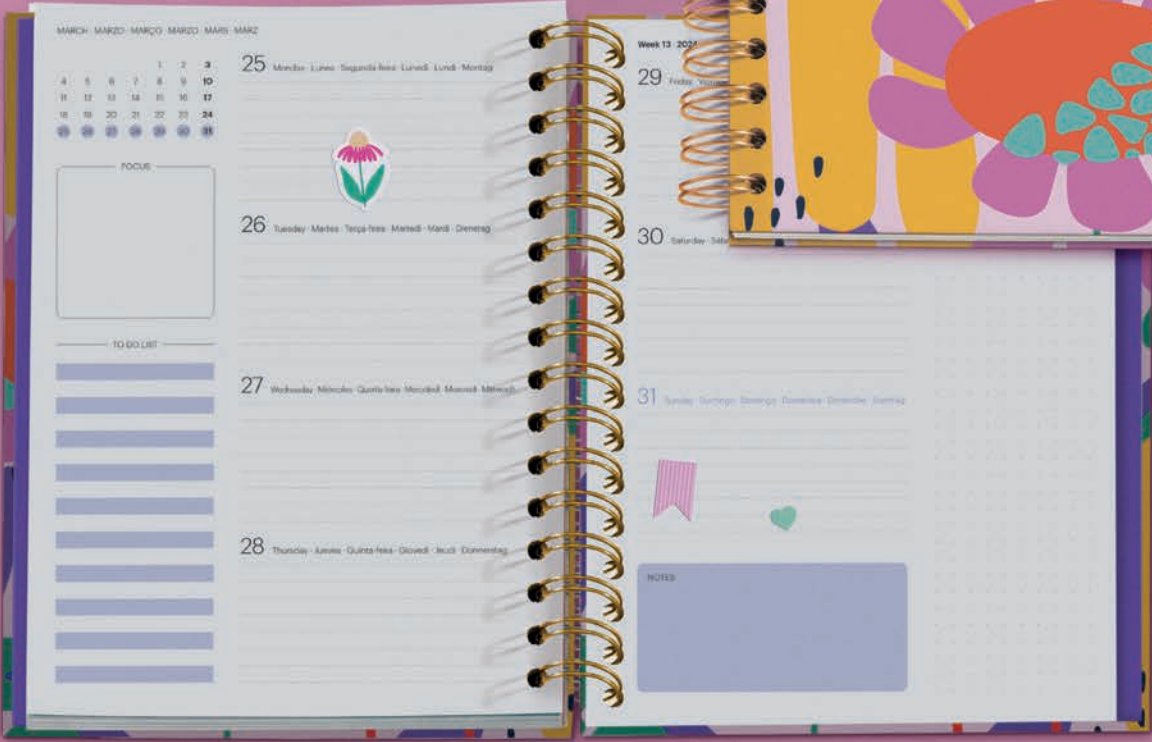 MARCH · MARZO · MARÇO · MARZO · MARS · MÄRZ
1 2 3
4 5 6 7 8 9 10
11 12 13 14 15 16 17
18 19 20 21 22 23 24
25 26 27 28 29 30 31
FOCUS
TO DO LIST
25 Monday · Lunes · Segunda-feira · Lunedì · Lundi · Montag
26 Tuesday · Martes · Terça-feira · Martedì · Mardi · Dienstag
27 Wednesday · Miércoles · Quarta-feira · Mercoledì · Mercredi · Mittwoch
28 Thursday · Jueves · Quinta-feira · Giovedì · Jeudi · Donnerstag
Week 13 · 2024
29 Friday
30 Saturday
31 Sunday · Domingo · Domingo · Domenica · Dimanche · Sonntag
NOTES